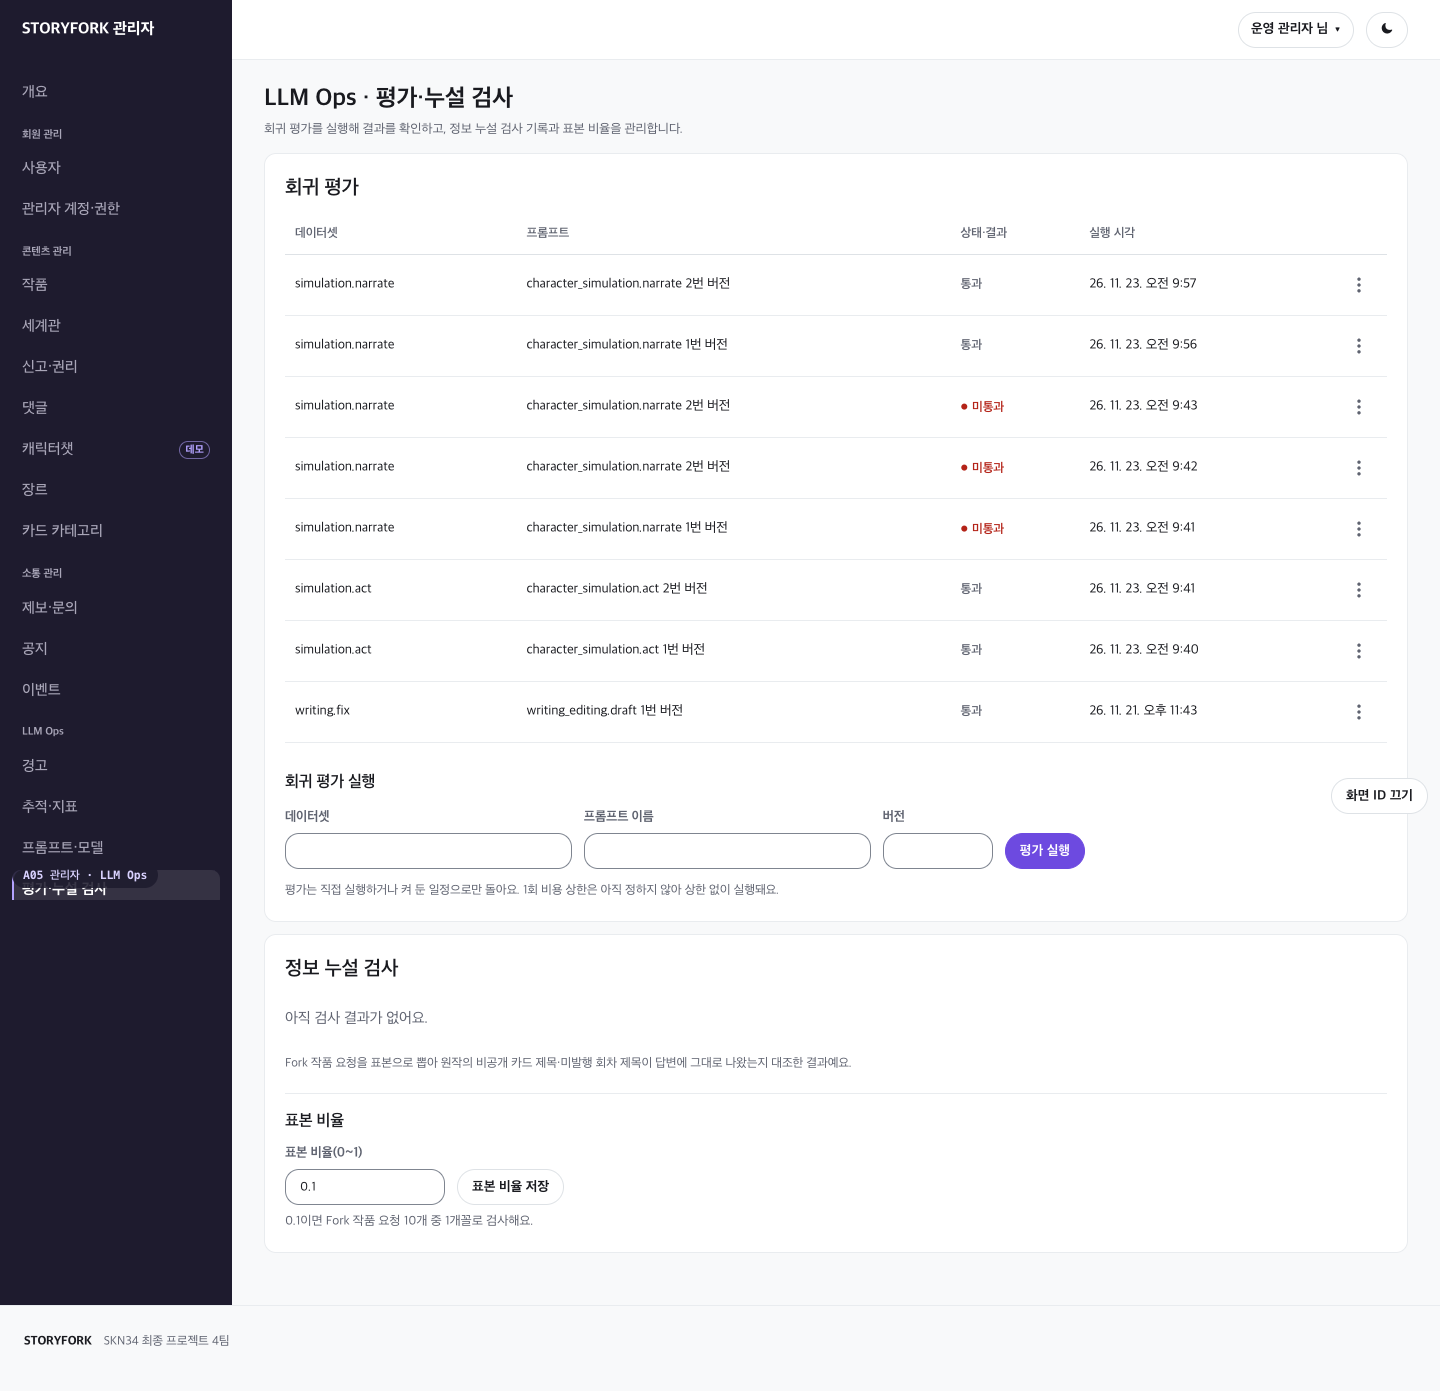 STORYFORK 관리자
운영 관리자 님 ▾
개요
회원 관리
사용자
관리자 계정·권한
콘텐츠 관리
작품
세계관
신고·권리
댓글
캐릭터챗 데모
장르
카드 카테고리
소통 관리
제보·문의
공지
이벤트
LLM Ops
경고
추적·지표
프롬프트·모델
A05 관리자 · LLM Ops
평가·누설 검사
LLM Ops · 평가·누설 검사
회귀 평가를 실행해 결과를 확인하고, 정보 누설 검사 기록과 표본 비율을 관리합니다.
회귀 평가
데이터셋 프롬프트 상태·결과 실행 시각
simulation.narrate character_simulation.narrate 2번 버전 통과 26. 11. 23. 오전 9:57
simulation.narrate character_simulation.narrate 1번 버전 통과 26. 11. 23. 오전 9:56
simulation.narrate character_simulation.narrate 2번 버전 미통과 26. 11. 23. 오전 9:43
simulation.narrate character_simulation.narrate 2번 버전 미통과 26. 11. 23. 오전 9:42
simulation.narrate character_simulation.narrate 1번 버전 미통과 26. 11. 23. 오전 9:41
simulation.act character_simulation.act 2번 버전 통과 26. 11. 23. 오전 9:41
simulation.act character_simulation.act 1번 버전 통과 26. 11. 23. 오전 9:40
writing.fix writing_editing.draft 1번 버전 통과 26. 11. 21. 오후 11:43
회귀 평가 실행
화면 ID 끄기
데이터셋 프롬프트 이름 버전
평가 실행
평가는 직접 실행하거나 켜 둔 일정으로만 돌아요. 1회 비용 상한은 아직 정하지 않아 상한 없이 실행돼요.
정보 누설 검사
아직 검사 결과가 없어요.
Fork 작품 요청을 표본으로 뽑아 원작의 비공개 카드 제목·미발행 회차 제목이 답변에 그대로 나왔는지 대조한 결과예요.
표본 비율
표본 비율(0~1)
0.1 표본 비율 저장
0.1이면 Fork 작품 요청 10개 중 1개꼴로 검사해요.
STORYFORK SKN34 최종 프로젝트 4팀